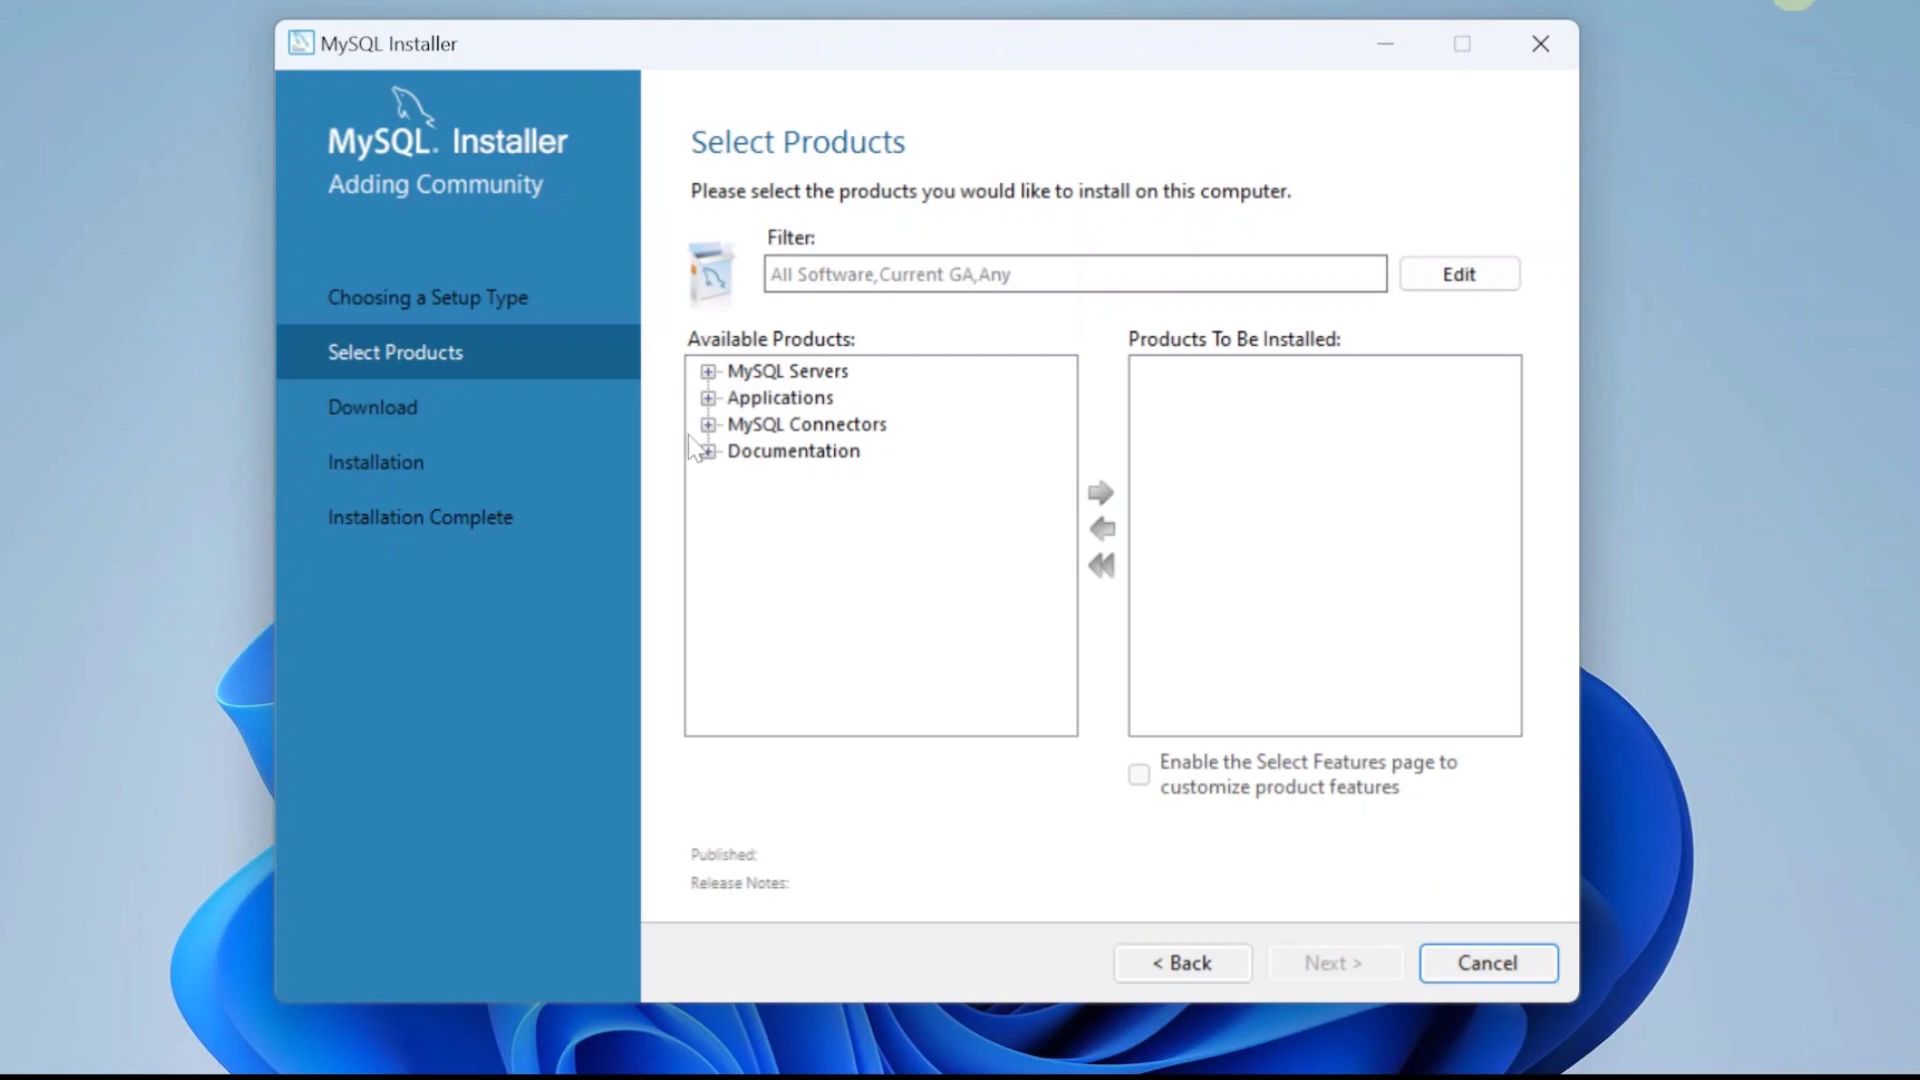 MySQL Installer
MySQL. Installer
Adding Community
Choosing a Setup Type
Select Products
Download
Installation
Installation Complete
Select Products
Please select the products you would like to install on this computer.
Filter:
All Software,Current GA,Any
Edit
Available Products:
MySQL Servers
Applications
MySQL Connectors
Documentation
Products To Be Installed:
Enable the Select Features page to
customize product features
Published:
Release Notes:
< Back
Next >
Cancel